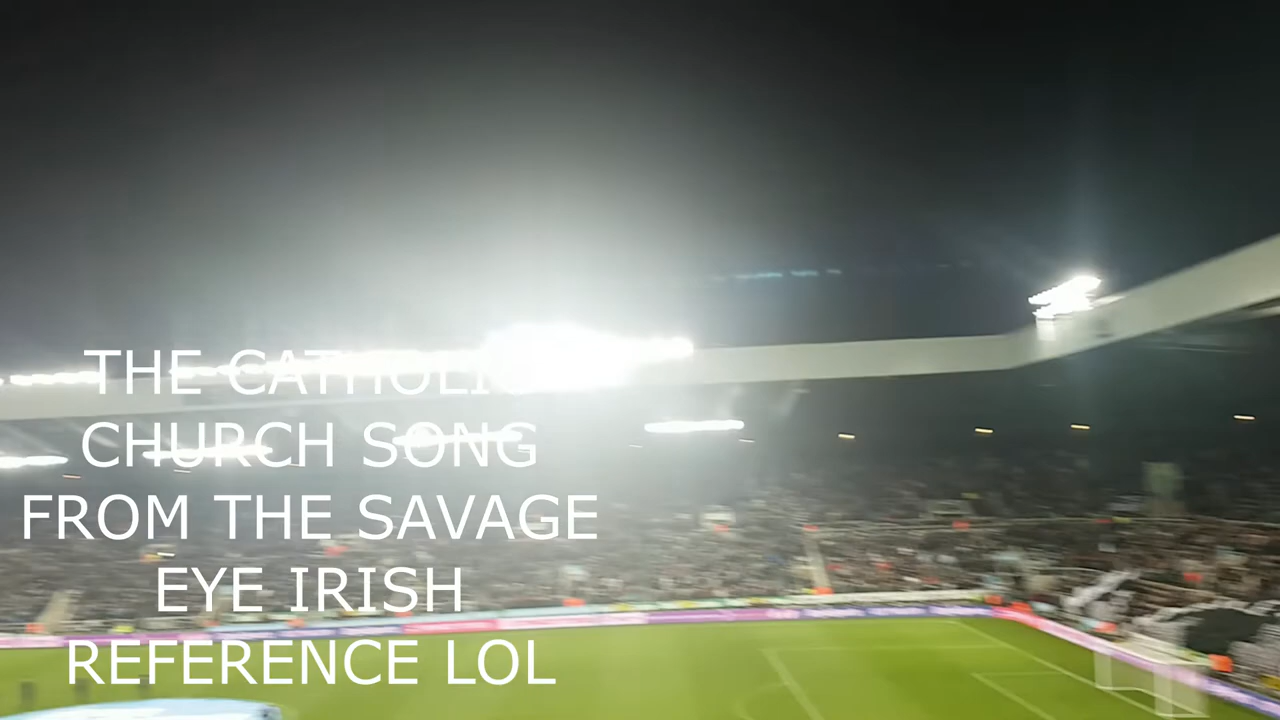 THE CATHOLIC
CHURCH SONG
FROM THE SAVAGE
EYE IRISH
REFERENCE LOL